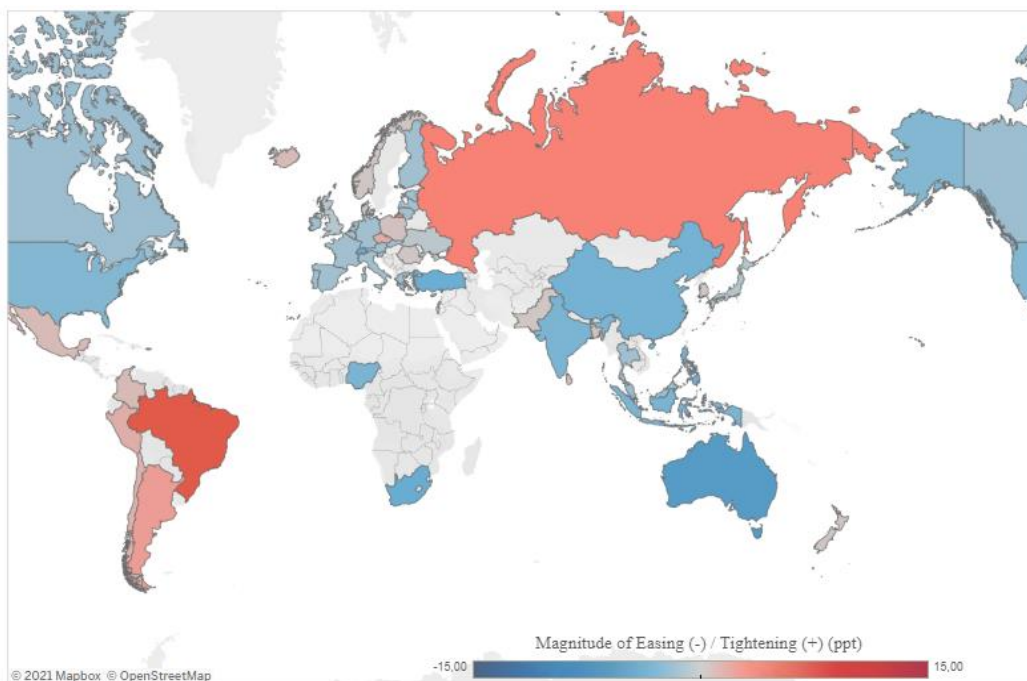 Magnitude of Easing (-) / Tightening (+) (ppt)
-15,00 15,00
© 2021 Mapbox © OpenStreetMap